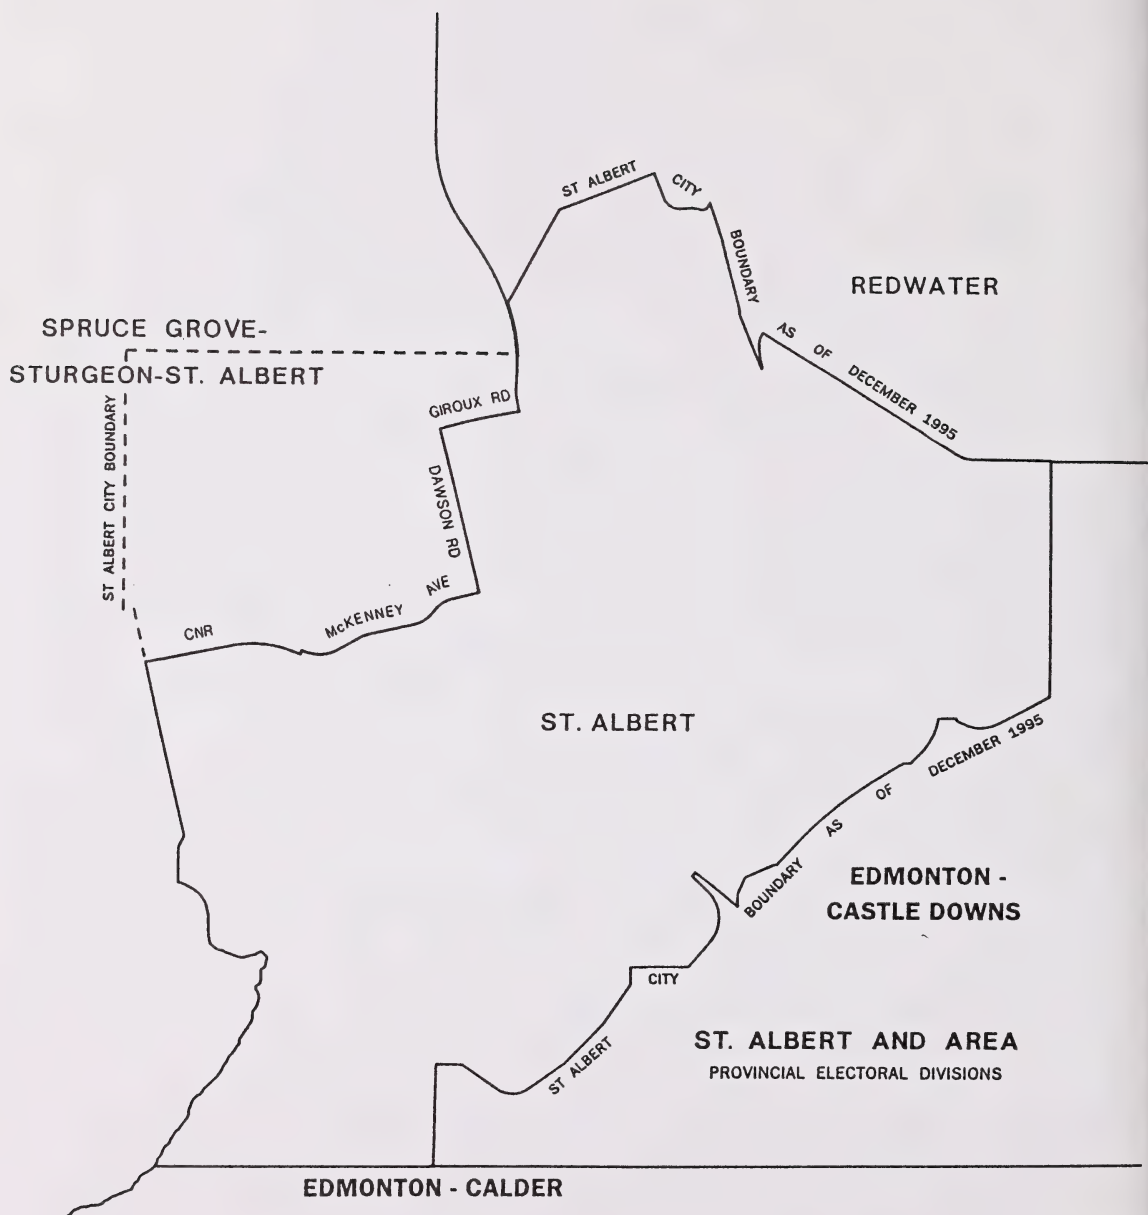 ST ALBERT CITY BOUNDARY AS OF DECEMBER 1995
REDWATER
SPRUCE GROVE-
STURGEON-ST. ALBERT
ST ALBERT CITY BOUNDARY
GIROUX RD
DAWSON RD
CNR
McKENNEY AVE
ST. ALBERT
ST ALBERT CITY BOUNDARY AS OF DECEMBER 1995
EDMONTON -
CASTLE DOWNS
ST. ALBERT AND AREA
PROVINCIAL ELECTORAL DIVISIONS
EDMONTON - CALDER